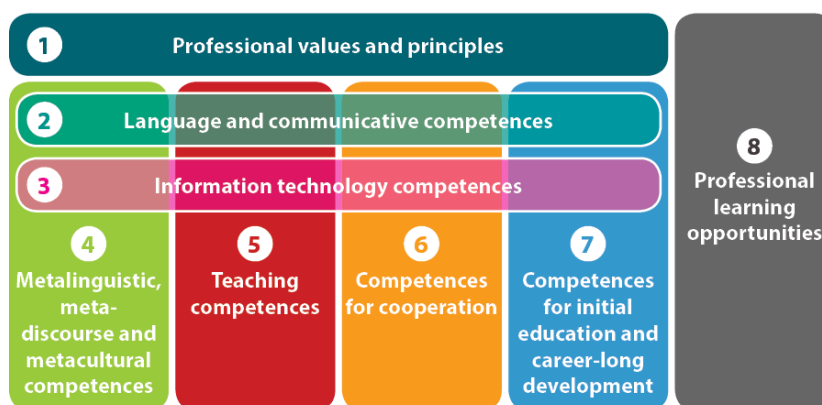 1 Professional values and principles
2 Language and communicative competences
3 Information technology competences
4
Metalinguistic,
meta-
discourse and
metacultural
competences
5
Teaching
competences
6
Competences
for cooperation
7
Competences
for initial
education and
career-long
development
8
Professional
learning
opportunities